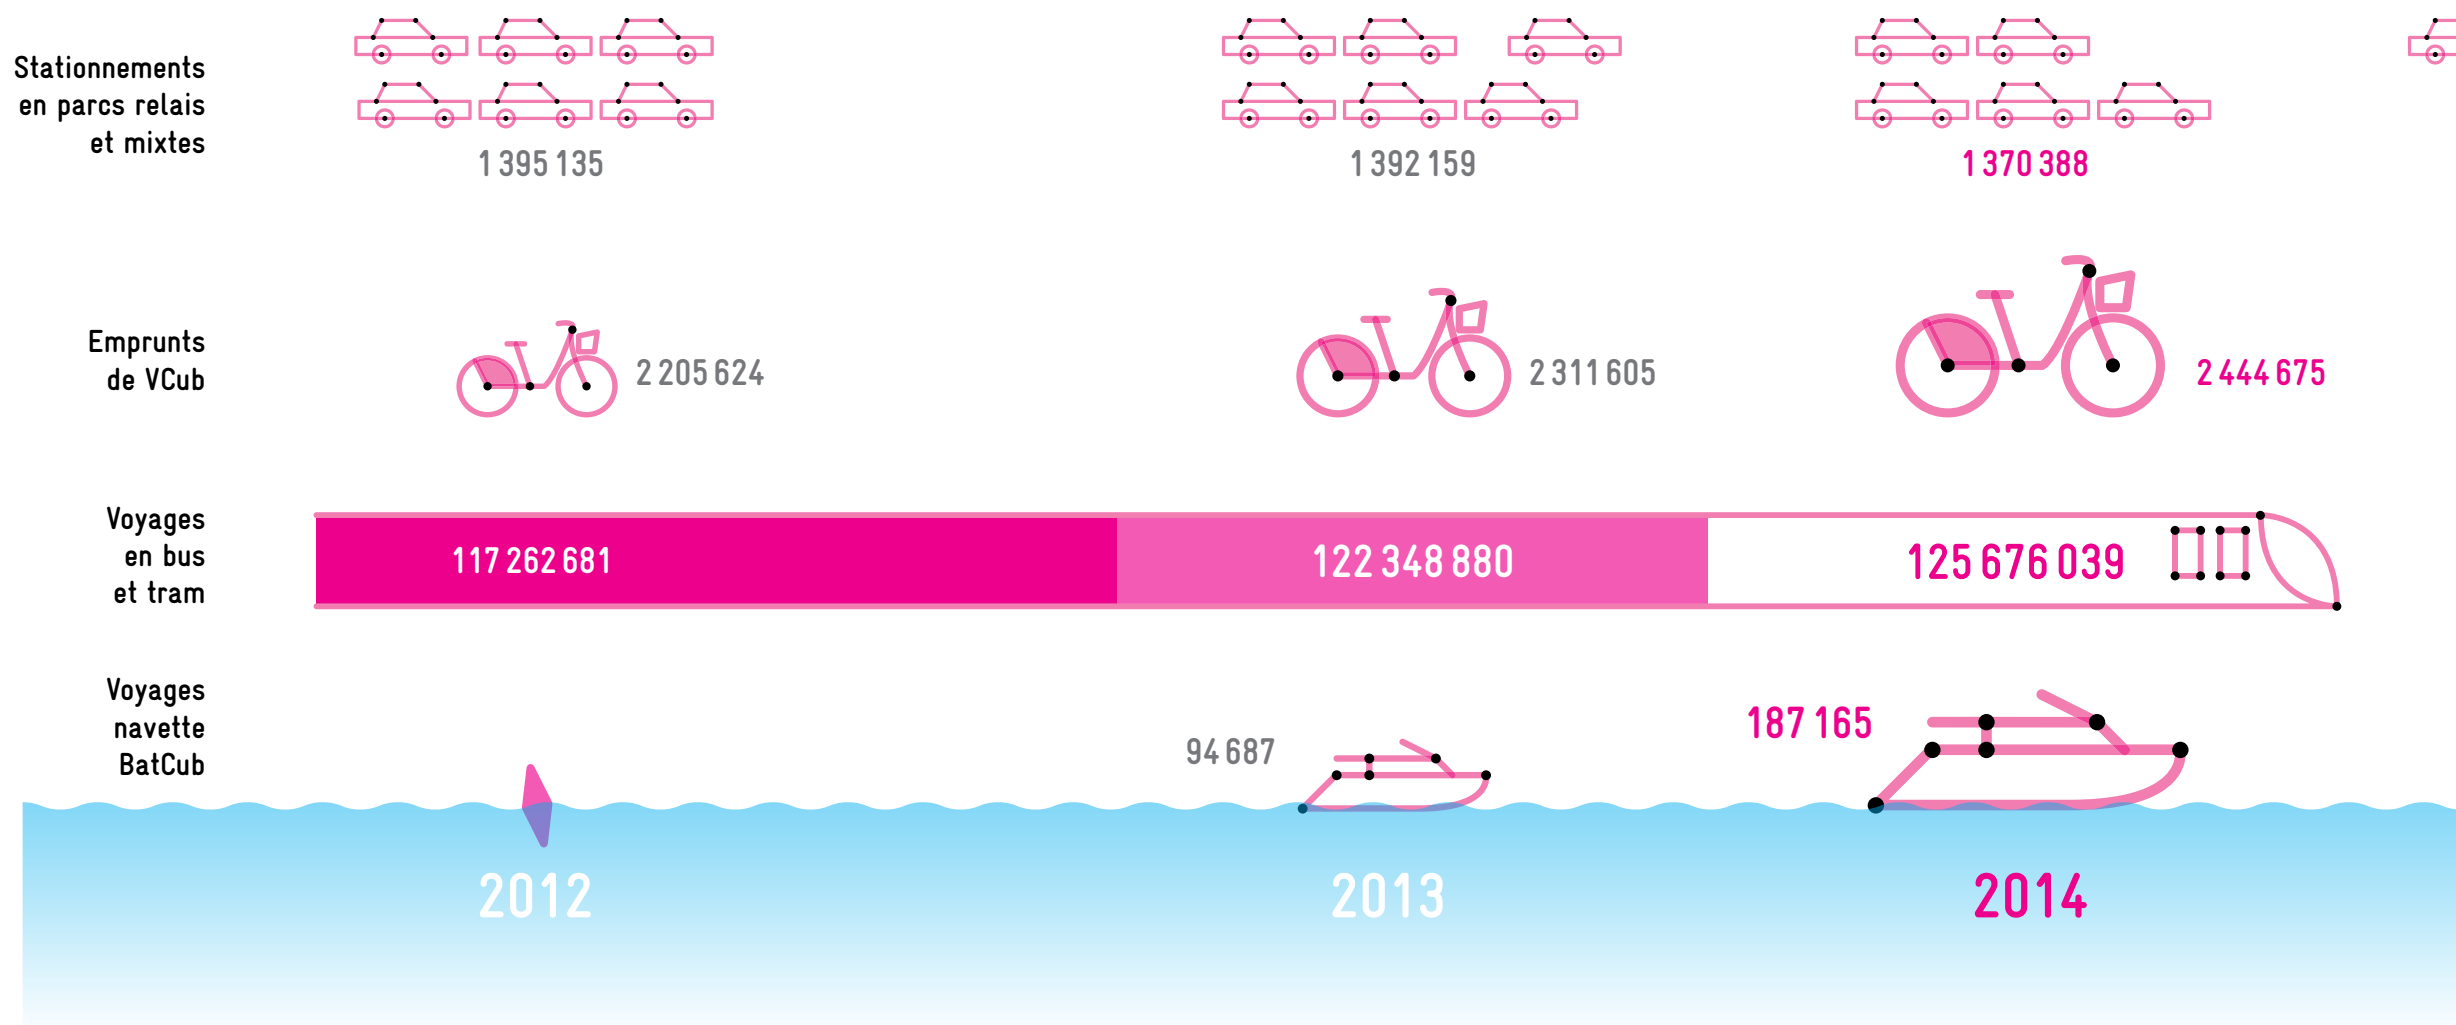 Stationnements
en parcs relais
et mixtes
1 395 135
1 392 159
1 370 388
Emprunts
de VCub
2 205 624
2 311 605
2 444 675
Voyages
en bus
et tram
117 262 681
122 348 880
125 676 039
Voyages
navette
BatCub
94 687
187 165
2012
2013
2014